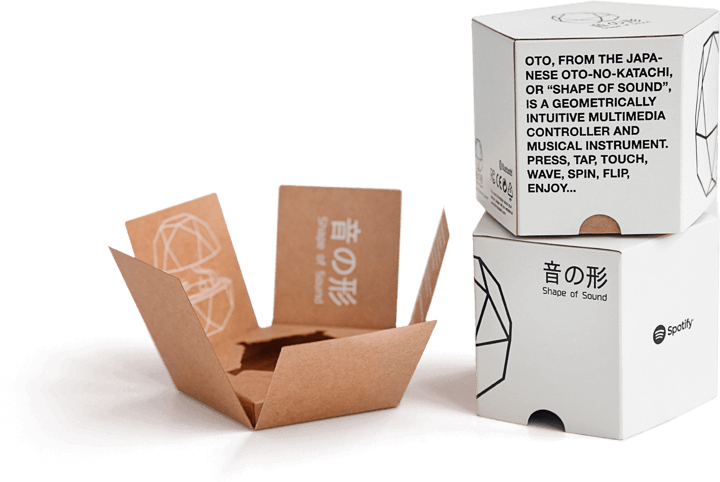 音の形
Shape of Sound
OTO, FROM THE JAPA-
NESE OTO-NO-KATACHI,
OR “SHAPE OF SOUND”,
IS A GEOMETRICALLY
INTUITIVE MULTIMEDIA
CONTROLLER AND
MUSICAL INSTRUMENT.
PRESS, TAP, TOUCH,
WAVE, SPIN, FLIP,
ENJOY...
Bluetooth
音の形
Shape of Sound
Spotify